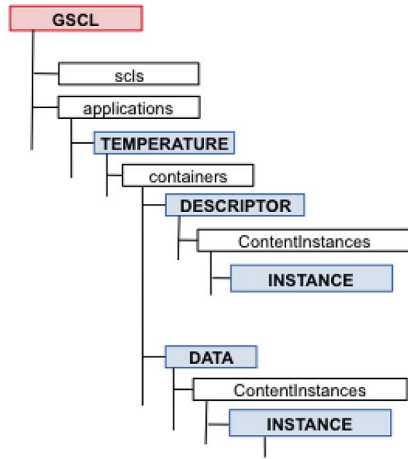 GSCL
scls
applications
TEMPERATURE
containers
DESCRIPTOR
ContentInstances
INSTANCE
DATA
ContentInstances
INSTANCE